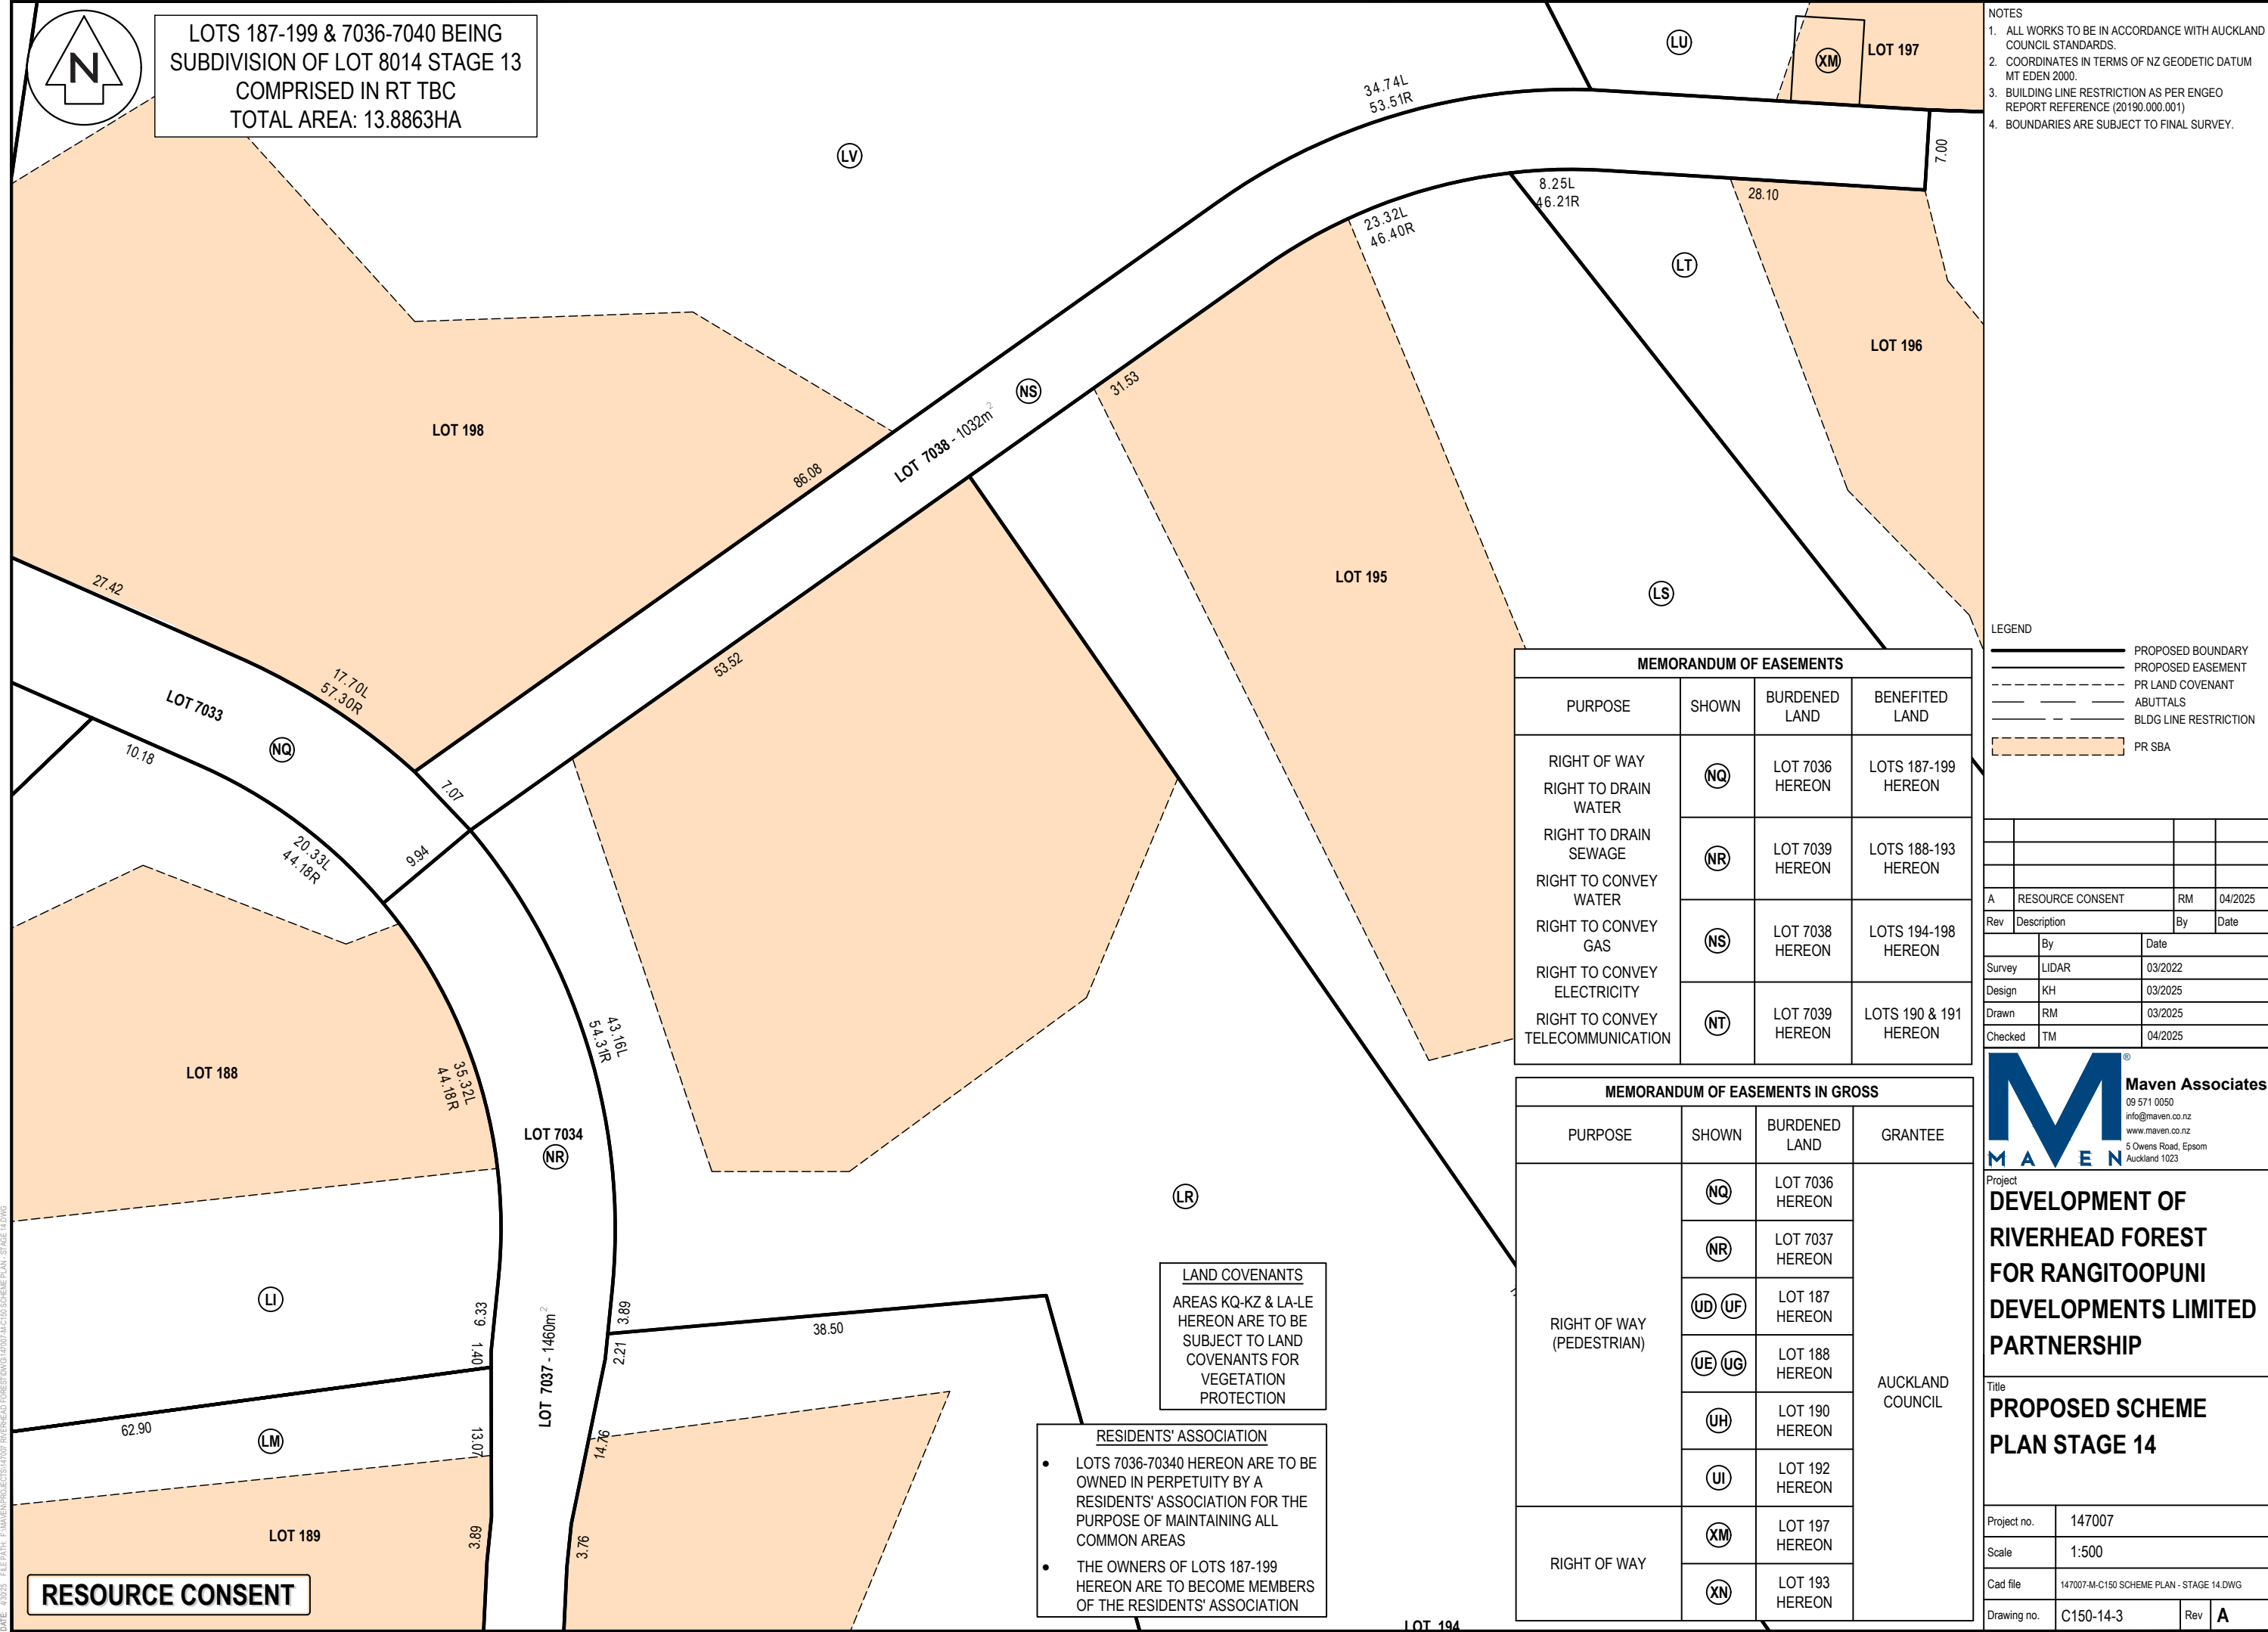 N
LOTS 187-199 & 7036-7040 BEING
SUBDIVISION OF LOT 8014 STAGE 13
COMPRISED IN RT TBC
TOTAL AREA: 13.8863HA
LV
LU
XM
LOT 197
34.74L
53.51R
7.00
8.25L
46.21R
28.10
23.32L
46.40R
LT
LOT 196
LOT 198
NS
31.53
LOT 7038 - 1032m²
86.08
LOT 195
LS
27.42
17.70L
57.30R
53.52
LOT 7033
NQ
10.18
7.07
9.94
20.33L
44.18R
43.16L
54.31R
LOT 188
35.32L
44.18R
LOT 7034
NR
LR
LI
6.33
1.40
LOT 7037 - 1460m²
3.89
2.21
38.50
62.90
LM
13.07
14.76
LOT 189
3.89
3.76
RESOURCE CONSENT
LOT 194
LAND COVENANTS
AREAS KQ-KZ & LA-LE
HEREON ARE TO BE
SUBJECT TO LAND
COVENANTS FOR
VEGETATION
PROTECTION
RESIDENTS' ASSOCIATION
• LOTS 7036-70340 HEREON ARE TO BE
OWNED IN PERPETUITY BY A
RESIDENTS' ASSOCIATION FOR THE
PURPOSE OF MAINTAINING ALL
COMMON AREAS
• THE OWNERS OF LOTS 187-199
HEREON ARE TO BECOME MEMBERS
OF THE RESIDENTS' ASSOCIATION
MEMORANDUM OF EASEMENTS
PURPOSE SHOWN BURDENED LAND BENEFITED LAND
RIGHT OF WAY
RIGHT TO DRAIN
WATER
RIGHT TO DRAIN
SEWAGE
RIGHT TO CONVEY
WATER
RIGHT TO CONVEY
GAS
RIGHT TO CONVEY
ELECTRICITY
RIGHT TO CONVEY
TELECOMMUNICATION
NQ LOT 7036 HEREON LOTS 187-199 HEREON
NR LOT 7039 HEREON LOTS 188-193 HEREON
NS LOT 7038 HEREON LOTS 194-198 HEREON
NT LOT 7039 HEREON LOTS 190 & 191 HEREON
MEMORANDUM OF EASEMENTS IN GROSS
PURPOSE SHOWN BURDENED LAND GRANTEE
RIGHT OF WAY
(PEDESTRIAN)
NQ LOT 7036 HEREON
NR LOT 7037 HEREON
UD UF LOT 187 HEREON
UE UG LOT 188 HEREON
UH LOT 190 HEREON
UI LOT 192 HEREON
RIGHT OF WAY
XM LOT 197 HEREON
XN LOT 193 HEREON
AUCKLAND
COUNCIL
NOTES
1. ALL WORKS TO BE IN ACCORDANCE WITH AUCKLAND
COUNCIL STANDARDS.
2. COORDINATES IN TERMS OF NZ GEODETIC DATUM
MT EDEN 2000.
3. BUILDING LINE RESTRICTION AS PER ENGEO
REPORT REFERENCE (20190.000.001)
4. BOUNDARIES ARE SUBJECT TO FINAL SURVEY.
LEGEND
PROPOSED BOUNDARY
PROPOSED EASEMENT
PR LAND COVENANT
ABUTTALS
BLDG LINE RESTRICTION
PR SBA
A RESOURCE CONSENT RM 04/2025
Rev Description By Date
By Date
Survey LIDAR 03/2022
Design KH 03/2025
Drawn RM 03/2025
Checked TM 04/2025
MAVEN ®
Maven Associates
09 571 0050
info@maven.co.nz
www.maven.co.nz
5 Owens Road, Epsom
Auckland 1023
Project
DEVELOPMENT OF
RIVERHEAD FOREST
FOR RANGITOOPUNI
DEVELOPMENTS LIMITED
PARTNERSHIP
Title
PROPOSED SCHEME
PLAN STAGE 14
Project no. 147007
Scale 1:500
Cad file 147007-M-C150 SCHEME PLAN - STAGE 14.DWG
Drawing no. C150-14-3 Rev A